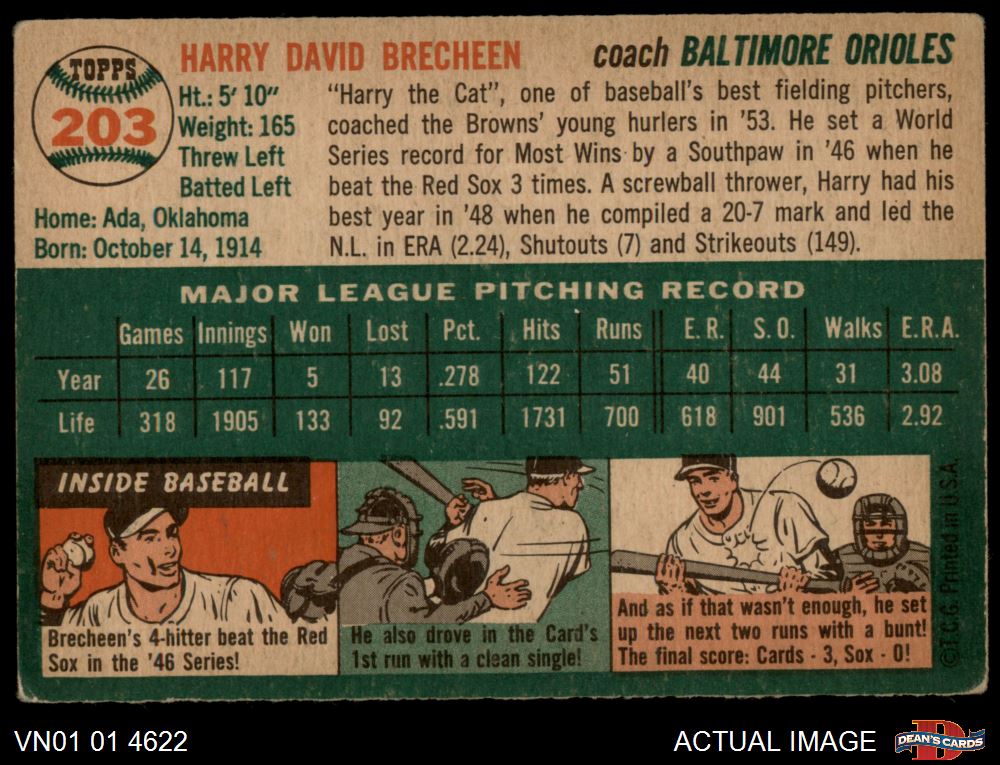 TOPPS
203
HARRY DAVID BRECHEEN
coach BALTIMORE ORIOLES
Ht.: 5' 10"
Weight: 165
Threw Left
Batted Left
Home: Ada, Oklahoma
Born: October 14, 1914
"Harry the Cat", one of baseball's best fielding pitchers,
coached the Browns' young hurlers in '53. He set a World
Series record for Most Wins by a Southpaw in '46 when he
beat the Red Sox 3 times. A screwball thrower, Harry had his
best year in '48 when he compiled a 20-7 mark and led the
N.L. in ERA (2.24), Shutouts (7) and Strikeouts (149).
MAJOR LEAGUE PITCHING RECORD
Games Innings Won Lost Pct. Hits Runs E. R. S. O. Walks E.R.A.
Year 26 117 5 13 .278 122 51 40 44 31 3.08
Life 318 1905 133 92 .591 1731 700 618 901 536 2.92
INSIDE BASEBALL
Brecheen's 4-hitter beat the Red
Sox in the '46 Series!
He also drove in the Card's
1st run with a clean single!
And as if that wasn't enough, he set
up the next two runs with a bunt!
The final score: Cards - 3, Sox - 0!
© T. C. G. Printed in U.S.A.
VN01 01 4622
ACTUAL IMAGE
DEAN'S CARDS